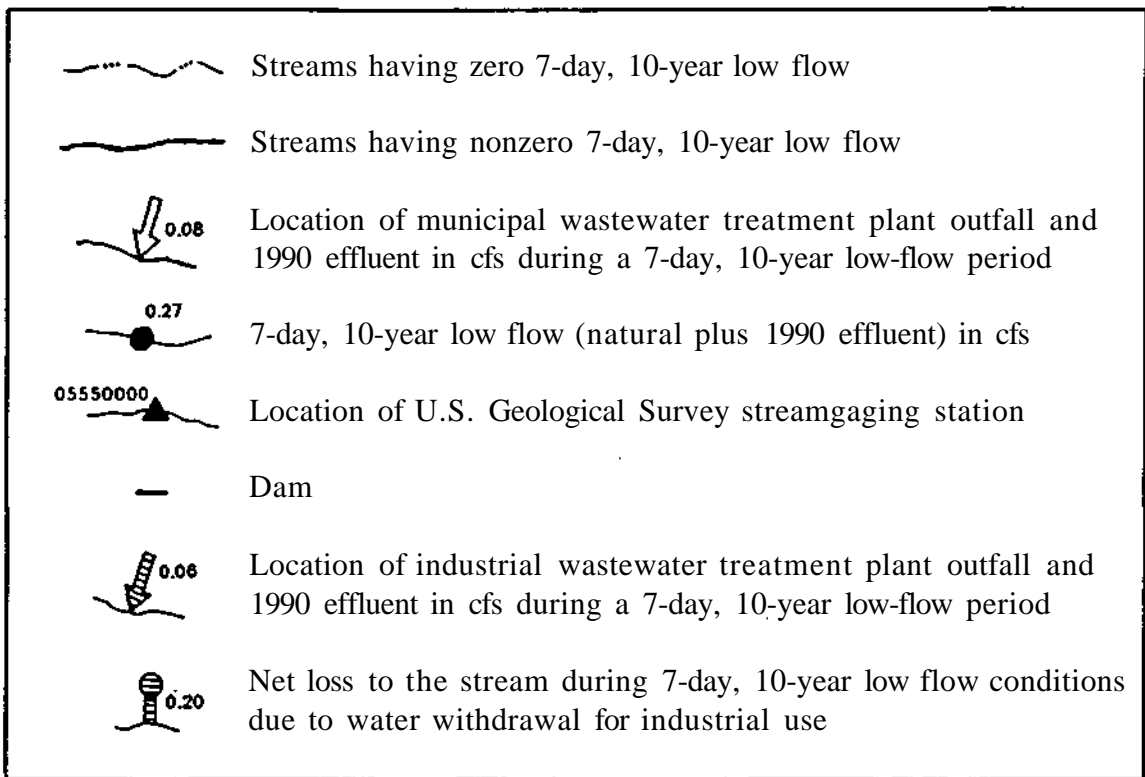 Streams having zero 7-day, 10-year low flow
Streams having nonzero 7-day, 10-year low flow
0.08
Location of municipal wastewater treatment plant outfall and
1990 effluent in cfs during a 7-day, 10-year low-flow period
0.27
7-day, 10-year low flow (natural plus 1990 effluent) in cfs
05550000
Location of U.S. Geological Survey streamgaging station
Dam
0.06
Location of industrial wastewater treatment plant outfall and
1990 effluent in cfs during a 7-day, 10-year low-flow period
0.20
Net loss to the stream during 7-day, 10-year low flow conditions
due to water withdrawal for industrial use